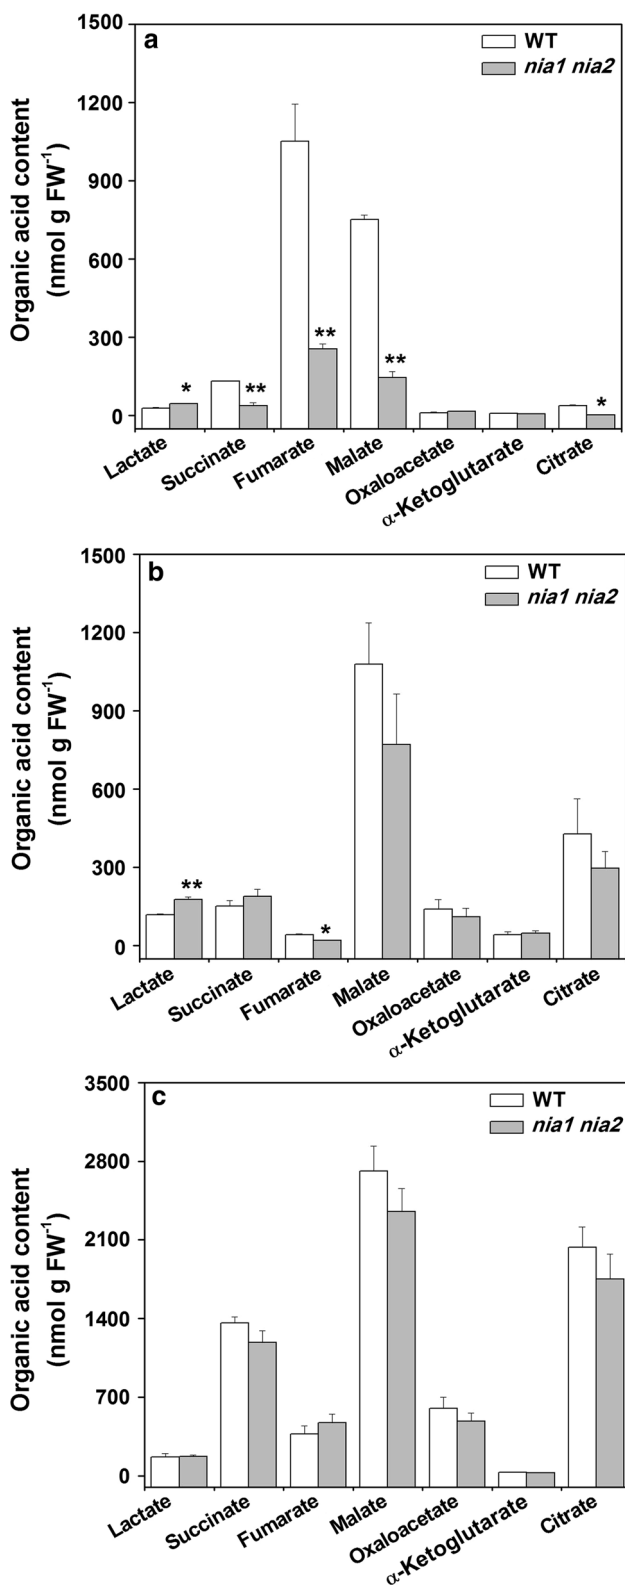 a
WT
nia1 nia2
Organic acid content
(nmol g FW-1)
1500
1200
900
600
300
0
*
**
**
**
*
Lactate
Succinate
Fumarate
Malate
Oxaloacetate
α-Ketoglutarate
Citrate
b
WT
nia1 nia2
Organic acid content
(nmol g FW-1)
1500
1200
900
600
300
0
**
*
Lactate
Succinate
Fumarate
Malate
Oxaloacetate
α-Ketoglutarate
Citrate
c
WT
nia1 nia2
Organic acid content
(nmol g FW-1)
3500
2800
2100
1400
700
0
Lactate
Succinate
Fumarate
Malate
Oxaloacetate
α-Ketoglutarate
Citrate